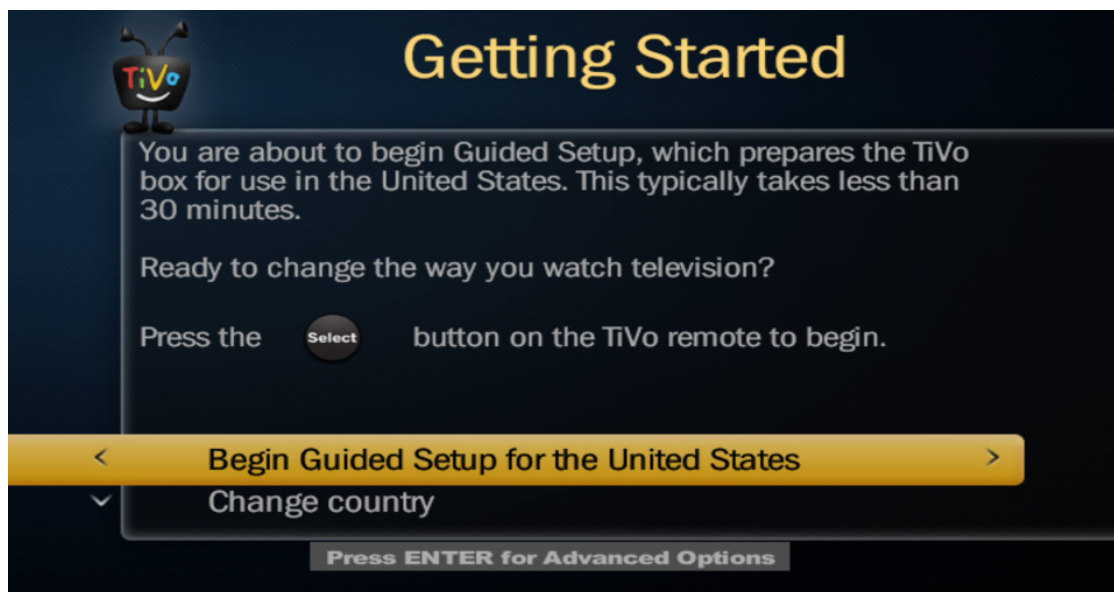 TiVo
Getting Started
You are about to begin Guided Setup, which prepares the TiVo
box for use in the United States. This typically takes less than
30 minutes.
Ready to change the way you watch television?
Press the Select button on the TiVo remote to begin.
Begin Guided Setup for the United States
Change country
Press ENTER for Advanced Options